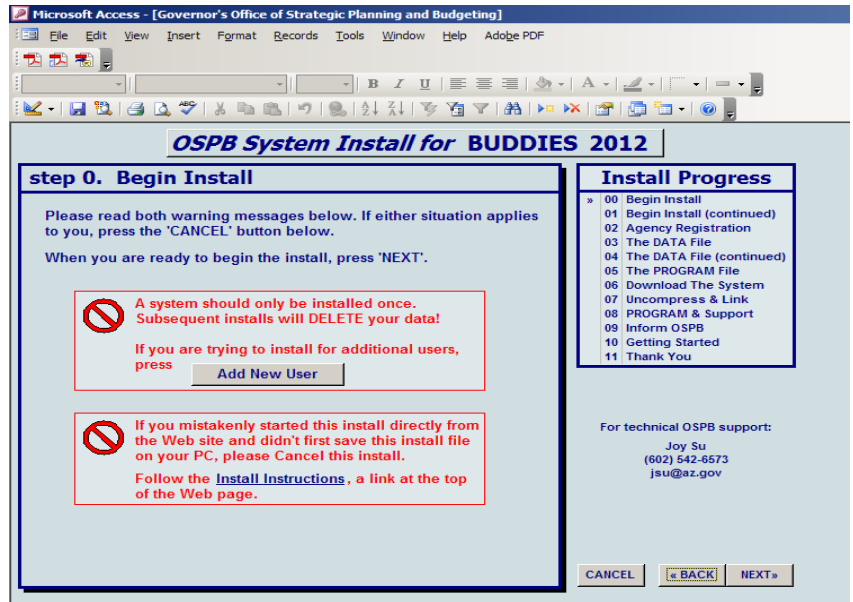 Microsoft Access - [Governor's Office of Strategic Planning and Budgeting]
File Edit View Insert Format Records Tools Window Help Adobe PDF
OSPB System Install for BUDDIES 2012
step 0. Begin Install
Please read both warning messages below. If either situation applies
to you, press the 'CANCEL' button below.
When you are ready to begin the install, press 'NEXT'.
A system should only be installed once.
Subsequent installs will DELETE your data!
If you are trying to install for additional users,
press Add New User
If you mistakenly started this install directly from
the Web site and didn't first save this install file
on your PC, please Cancel this install.
Follow the Install Instructions, a link at the top
of the Web page.
Install Progress
» 00 Begin Install
01 Begin Install (continued)
02 Agency Registration
03 The DATA File
04 The DATA File (continued)
05 The PROGRAM File
06 Download The System
07 Uncompress & Link
08 PROGRAM & Support
09 Inform OSPB
10 Getting Started
11 Thank You
For technical OSPB support:
Joy Su
(602) 542-6573
jsu@az.gov
CANCEL « BACK NEXT»